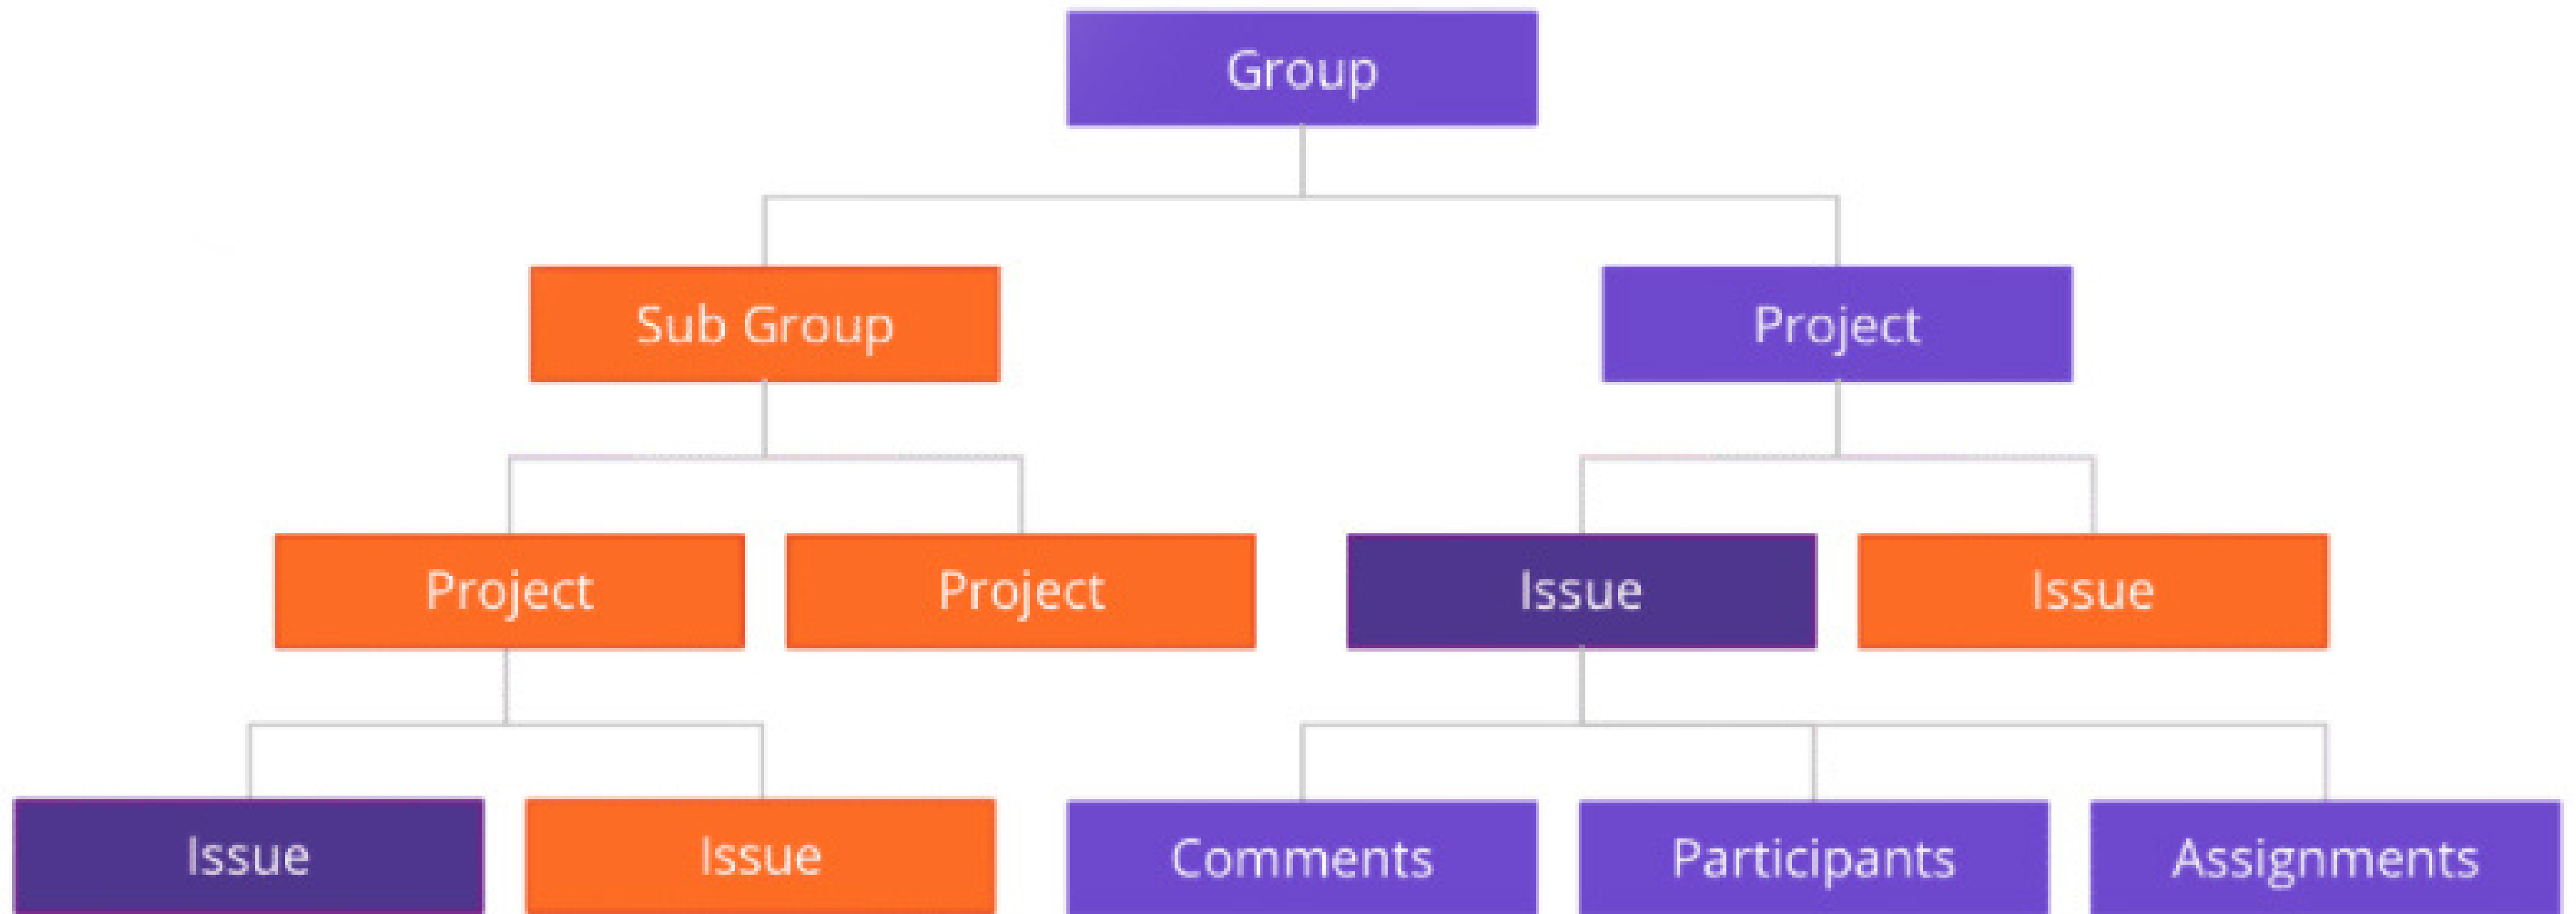 Group
Sub Group
Project
Project
Project
Issue
Issue
Issue
Issue
Comments
Participants
Assignments